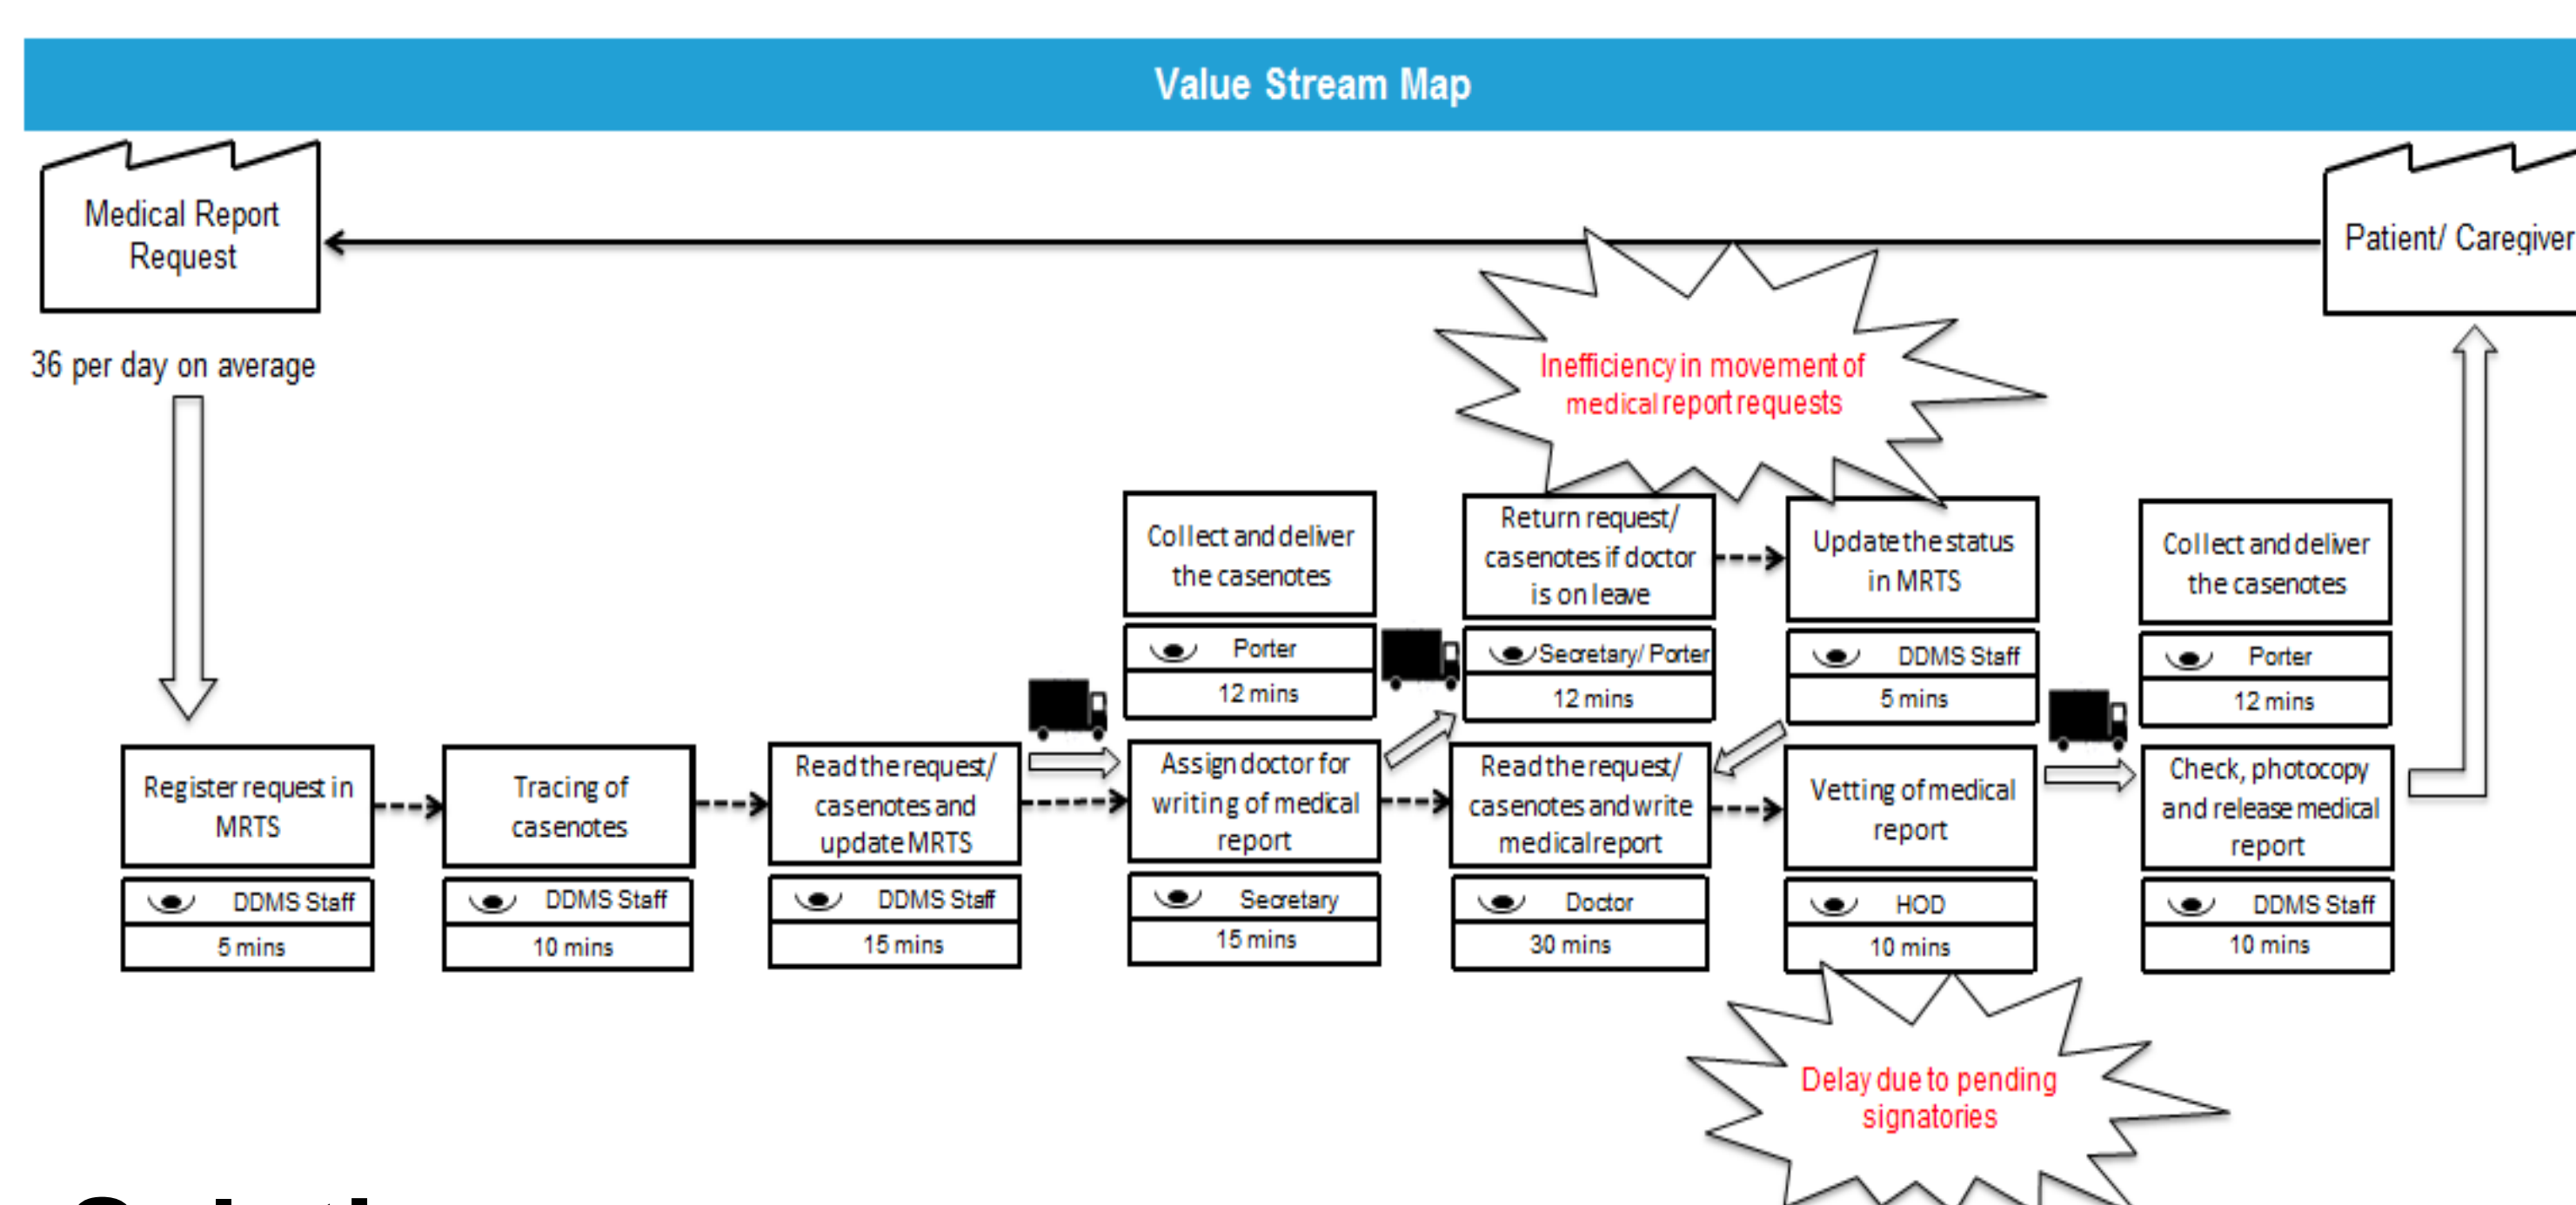 Value Stream Map
Medical Report
Request
Patient/ Caregiver
36 per day on average
Inefficiency in movement of
medical report requests
Collect and deliver
the casenotes
Porter
12 mins
Return request/
casenotes if doctor
is on leave
Secretary/ Porter
12 mins
Update the status
in MRTS
DDMS Staff
5 mins
Collect and deliver
the casenotes
Porter
12 mins
Register request in
MRTS
DDMS Staff
5 mins
Tracing of
casenotes
DDMS Staff
10 mins
Read the request/
casenotes and
update MRTS
DDMS Staff
15 mins
Assign doctor for
writing of medical
report
Secretary
15 mins
Read the request/
casenotes and write
medical report
Doctor
30 mins
Vetting of medical
report
HOD
10 mins
Check, photocopy
and release medical
report
DDMS Staff
10 mins
Delay due to pending
signatories